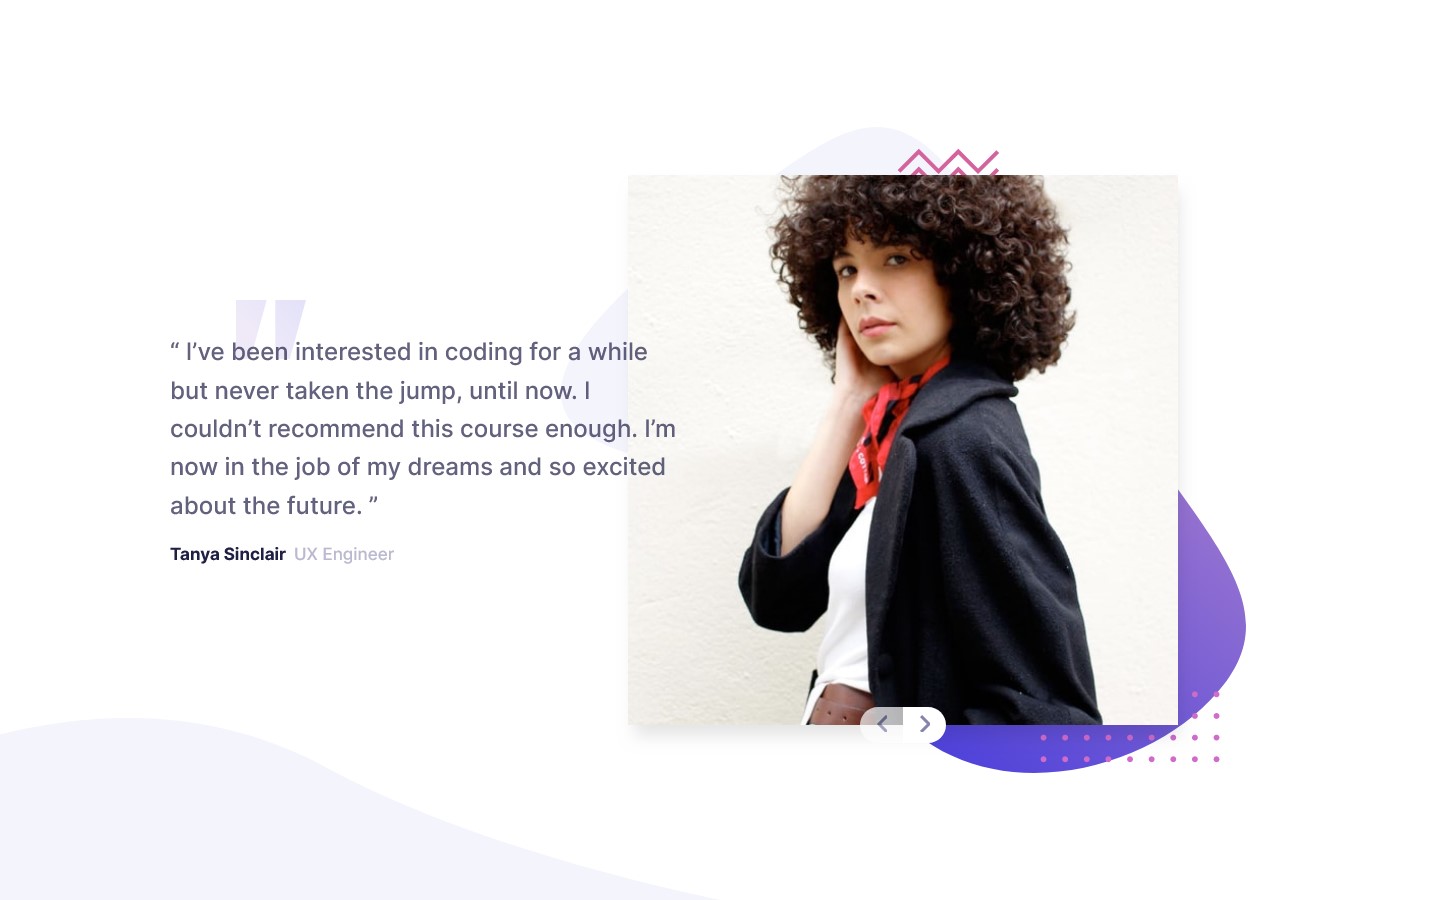 “ I’ve been interested in coding for a while
but never taken the jump, until now. I
couldn’t recommend this course enough. I’m
now in the job of my dreams and so excited
about the future. ”
Tanya Sinclair UX Engineer